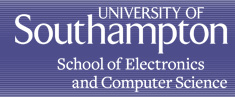 UNIVERSITY OF
Southampton
School of Electronics
and Computer Science